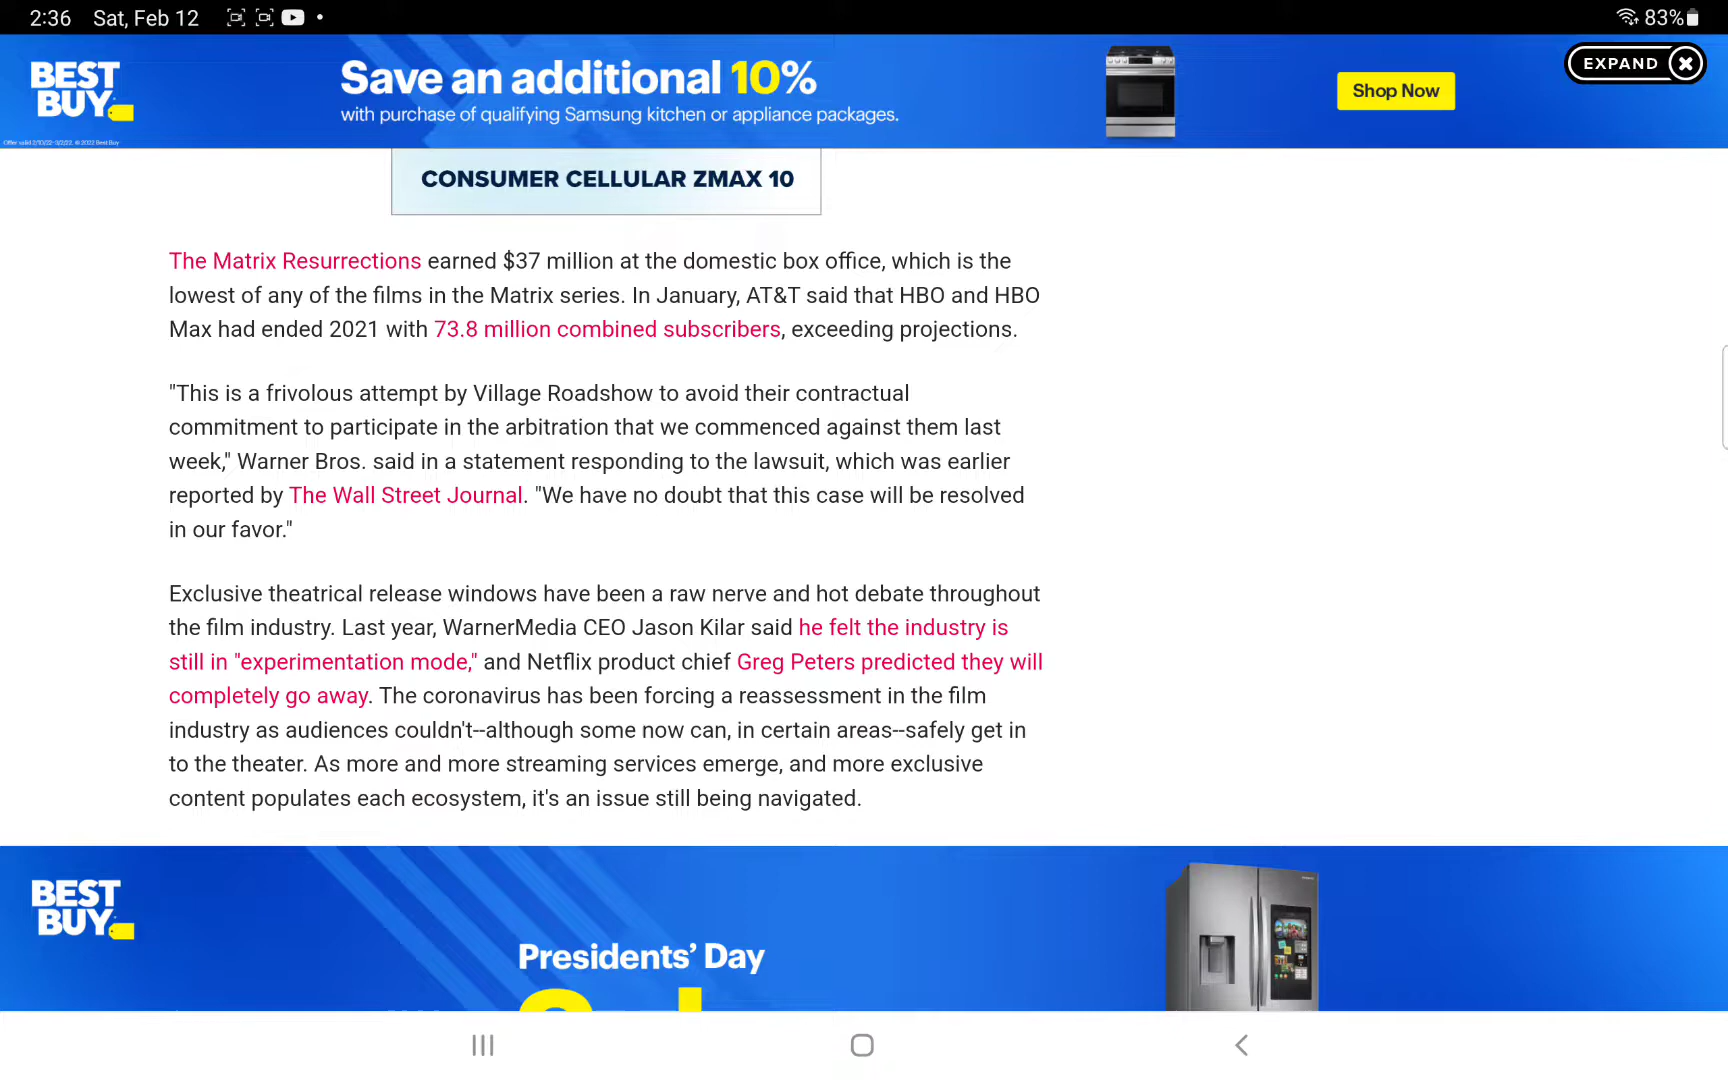 2:36 Sat, Feb 12
83%
BEST
BUY
Save an additional 10%
with purchase of qualifying Samsung kitchen or appliance packages.
Shop Now
EXPAND
Offer valid 2/10/22-3/2/22. © 2022 Best Buy
CONSUMER CELLULAR ZMAX 10
The Matrix Resurrections earned $37 million at the domestic box office, which is the
lowest of any of the films in the Matrix series. In January, AT&T said that HBO and HBO
Max had ended 2021 with 73.8 million combined subscribers, exceeding projections.
"This is a frivolous attempt by Village Roadshow to avoid their contractual
commitment to participate in the arbitration that we commenced against them last
week," Warner Bros. said in a statement responding to the lawsuit, which was earlier
reported by The Wall Street Journal. "We have no doubt that this case will be resolved
in our favor."
Exclusive theatrical release windows have been a raw nerve and hot debate throughout
the film industry. Last year, WarnerMedia CEO Jason Kilar said he felt the industry is
still in "experimentation mode," and Netflix product chief Greg Peters predicted they will
completely go away. The coronavirus has been forcing a reassessment in the film
industry as audiences couldn't--although some now can, in certain areas--safely get in
to the theater. As more and more streaming services emerge, and more exclusive
content populates each ecosystem, it's an issue still being navigated.
BEST
BUY
Presidents' Day